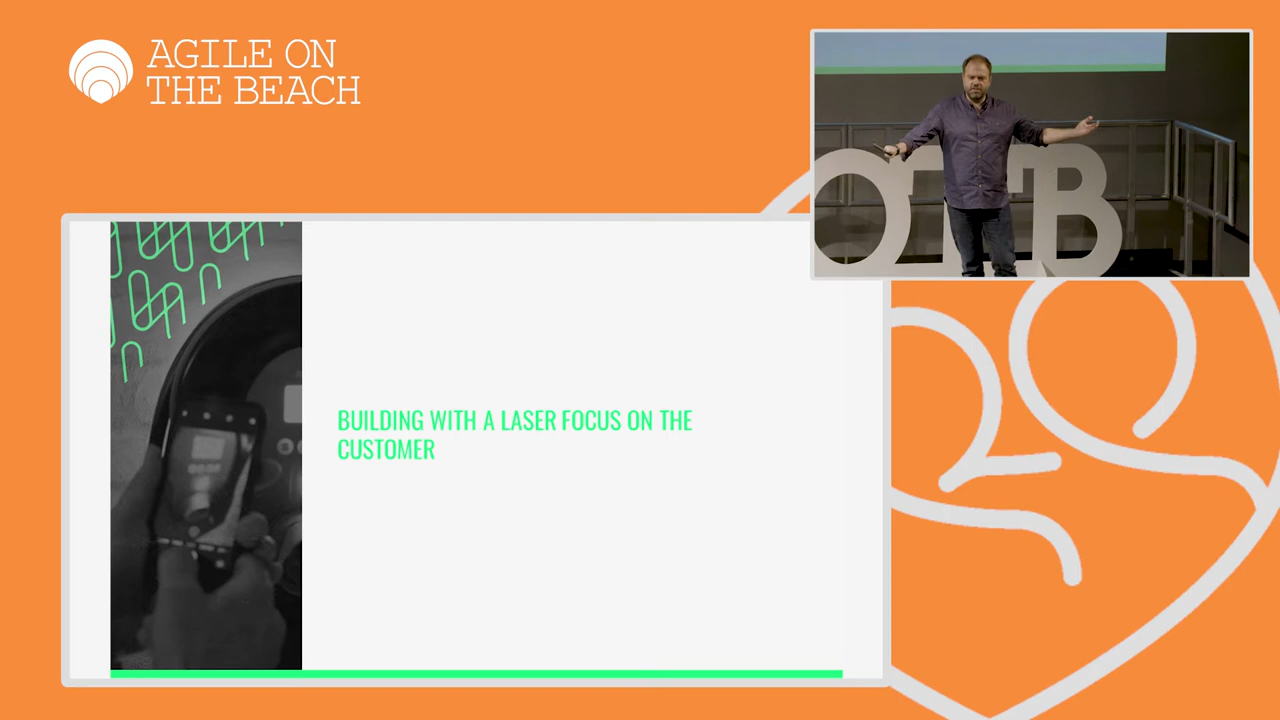 AGILE ON
THE BEACH
BUILDING WITH A LASER FOCUS ON THE
CUSTOMER